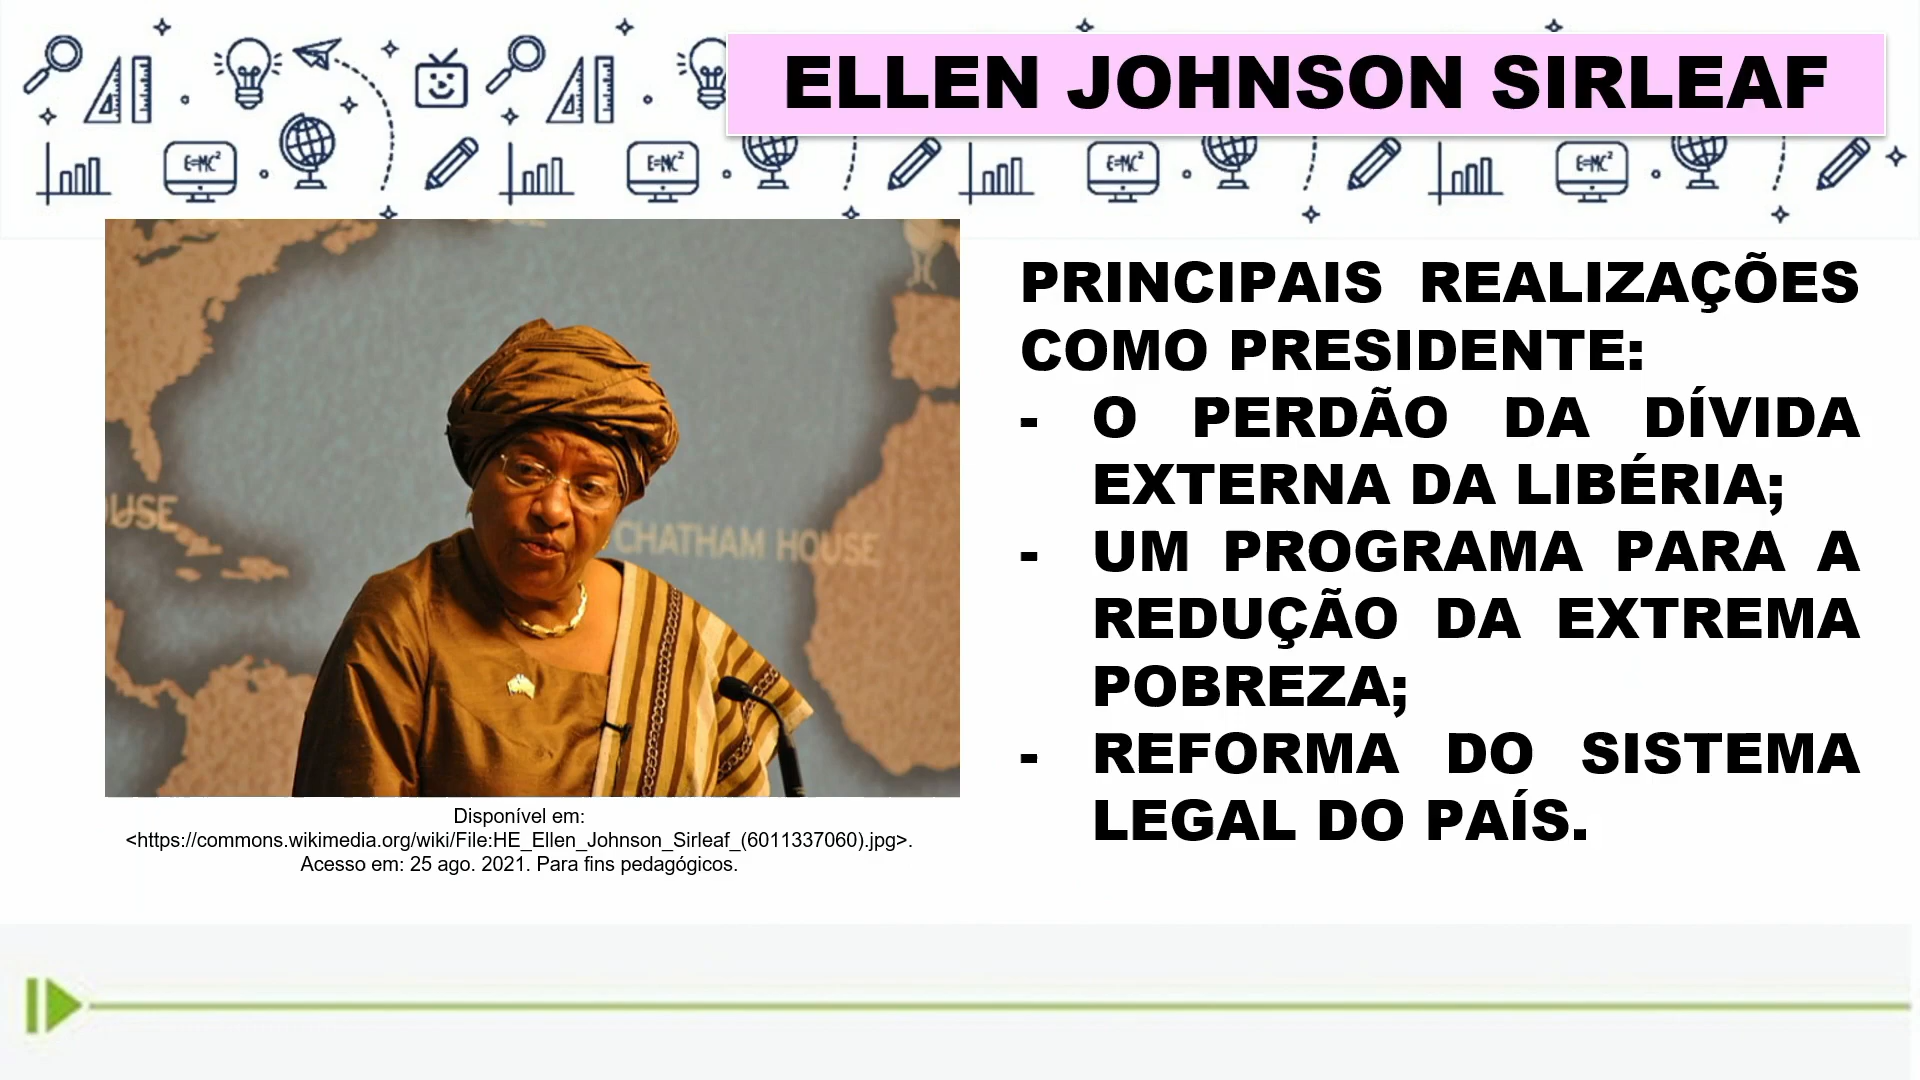 ELLEN JOHNSON SIRLEAF
E=MC²
E=MC²
E=MC²
E=MC²
PRINCIPAIS REALIZAÇÕES
COMO PRESIDENTE:
- O PERDÃO DA DÍVIDA
EXTERNA DA LIBÉRIA;
- UM PROGRAMA PARA A
REDUÇÃO DA EXTREMA
POBREZA;
- REFORMA DO SISTEMA
LEGAL DO PAÍS.
USE
CHATHAM HOUSE
Disponível em:
<https://commons.wikimedia.org/wiki/File:HE_Ellen_Johnson_Sirleaf_(6011337060).jpg>.
Acesso em: 25 ago. 2021. Para fins pedagógicos.